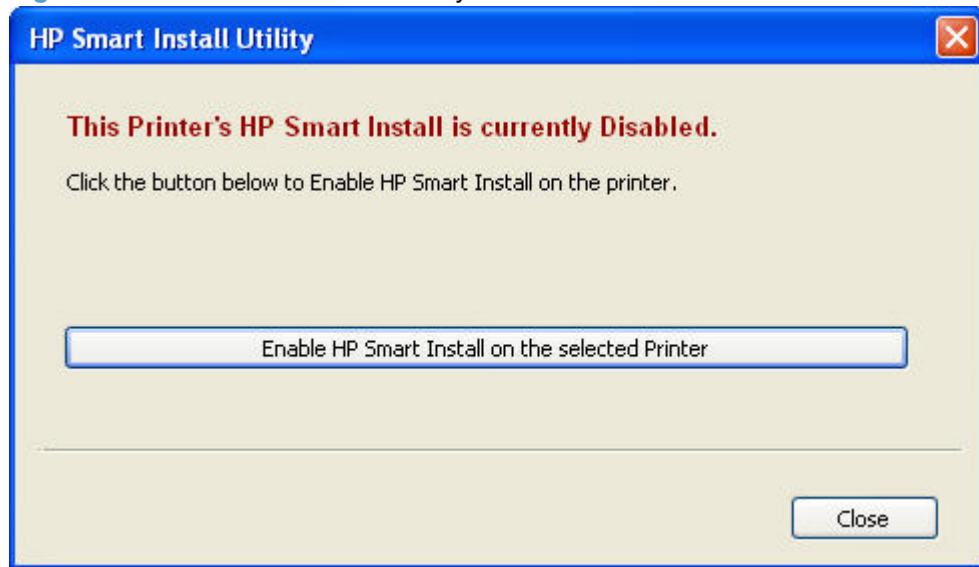 HP Smart Install Utility
This Printer's HP Smart Install is currently Disabled.
Click the button below to Enable HP Smart Install on the printer.
Enable HP Smart Install on the selected Printer
Close